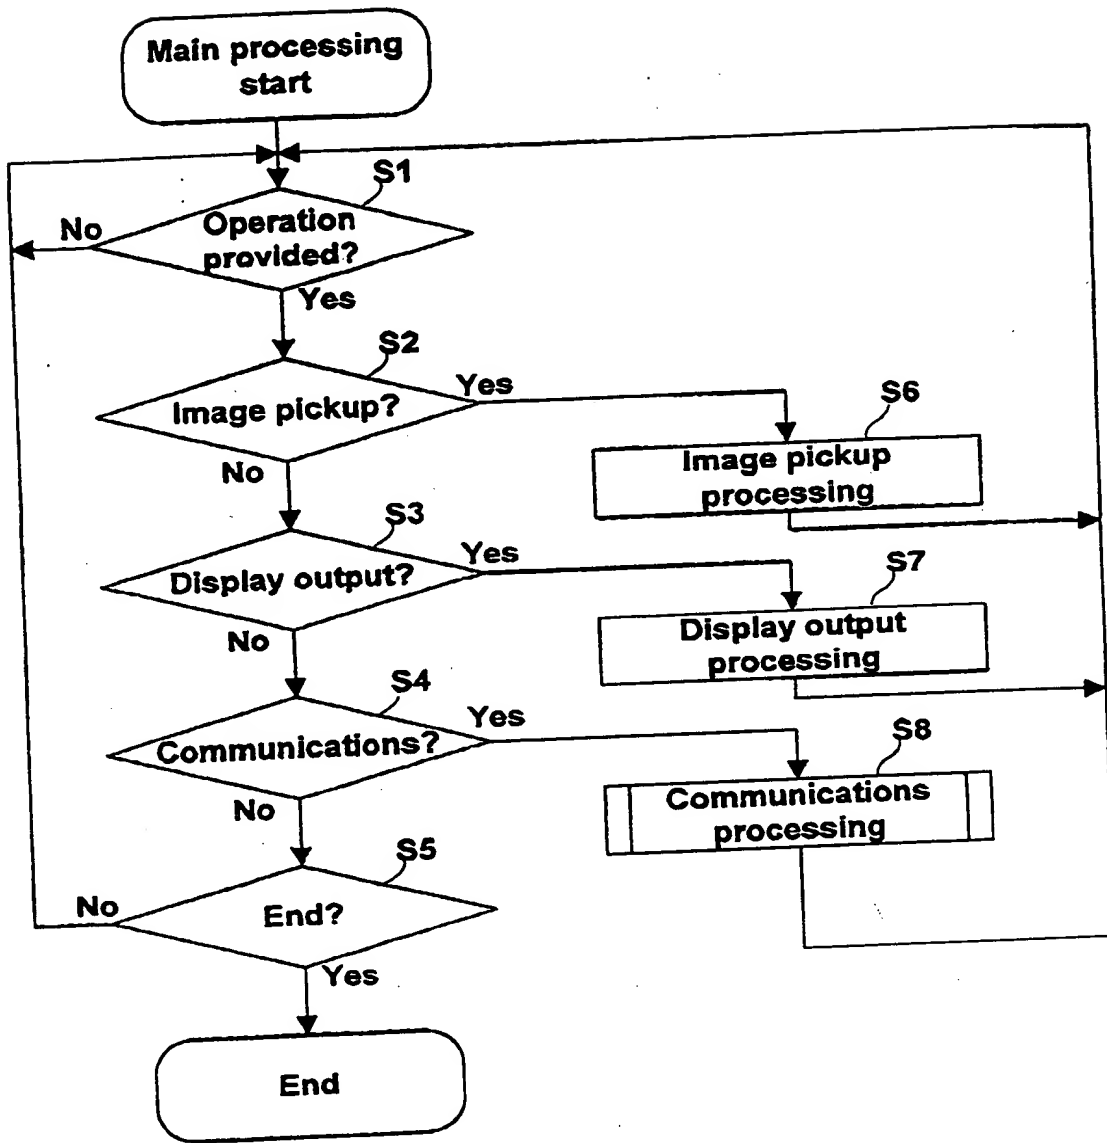 Main processing
start
S1
No
Operation
provided?
Yes
S2
Yes
Image pickup?
S6
Image pickup
processing
No
S3
Yes
Display output?
S7
Display output
processing
No
S4
Yes
Communications?
S8
Communications
processing
No
S5
No
End?
Yes
End